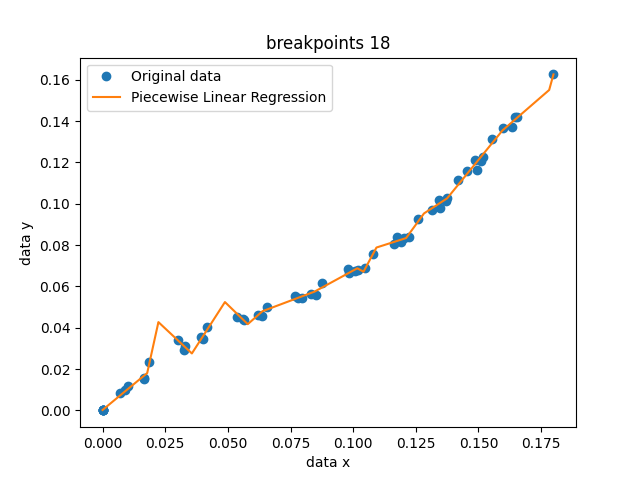 breakpoints 18
Original data
Piecewise Linear Regression
data y
0.16
0.14
0.12
0.10
0.08
0.06
0.04
0.02
0.00
0.000 0.025 0.050 0.075 0.100 0.125 0.150 0.175
data x